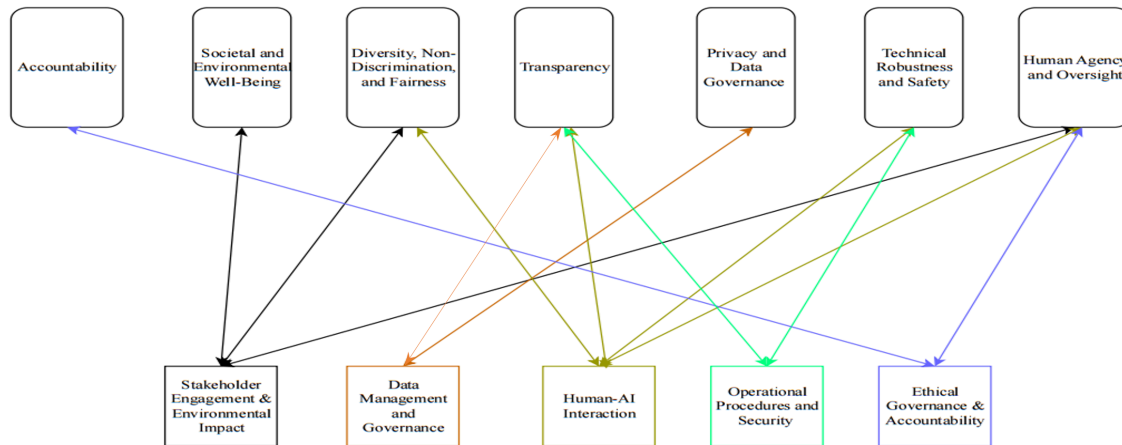 Accountability
Societal and
Environmental
Well-Being
Diversity, Non-
Discrimination,
and Fairness
Transparency
Privacy and
Data
Governance
Technical
Robustness
and Safety
Human Agency
and Oversight
Stakeholder
Engagement &
Environmental
Impact
Data
Management
and
Governance
Human-AI
Interaction
Operational
Procedures and
Security
Ethical
Governance &
Accountability